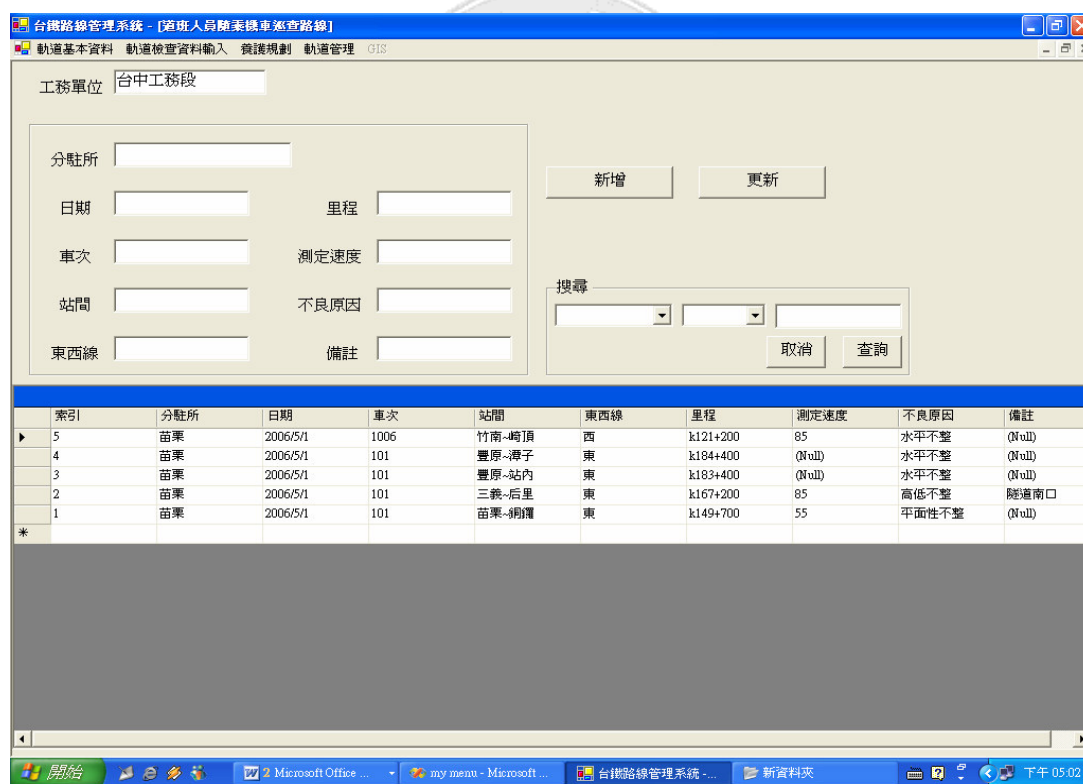 台鐵路線管理系統 - [道班人員隨乘機車巡查路線]
軌道基本資料 軌道檢查資料輸入 養護規劃 軌道管理 GIS
工務單位 台中工務段
分駐所
新增 更新
日期 里程
車次 測定速度
搜尋
站間 不良原因
東西線 備註 取消 查詢
索引 分駐所 日期 車次 站間 東西線 里程 測定速度 不良原因 備註
5 苗栗 2006/5/1 1006 竹南~崎頂 西 k121+200 85 水平不整 (Null)
4 苗栗 2006/5/1 101 豐原~潭子 東 k184+400 (Null) 水平不整 (Null)
3 苗栗 2006/5/1 101 豐原~站內 東 k183+400 (Null) 水平不整 (Null)
2 苗栗 2006/5/1 101 三義~后里 東 k167+200 85 高低不整 隧道南口
1 苗栗 2006/5/1 101 苗栗~銅鑼 東 k149+700 55 平面性不整 (Null)
開始 2 Microsoft Office ... my menu - Microsoft ... 台鐵路線管理系統 -... 新資料夾 下午 05:02